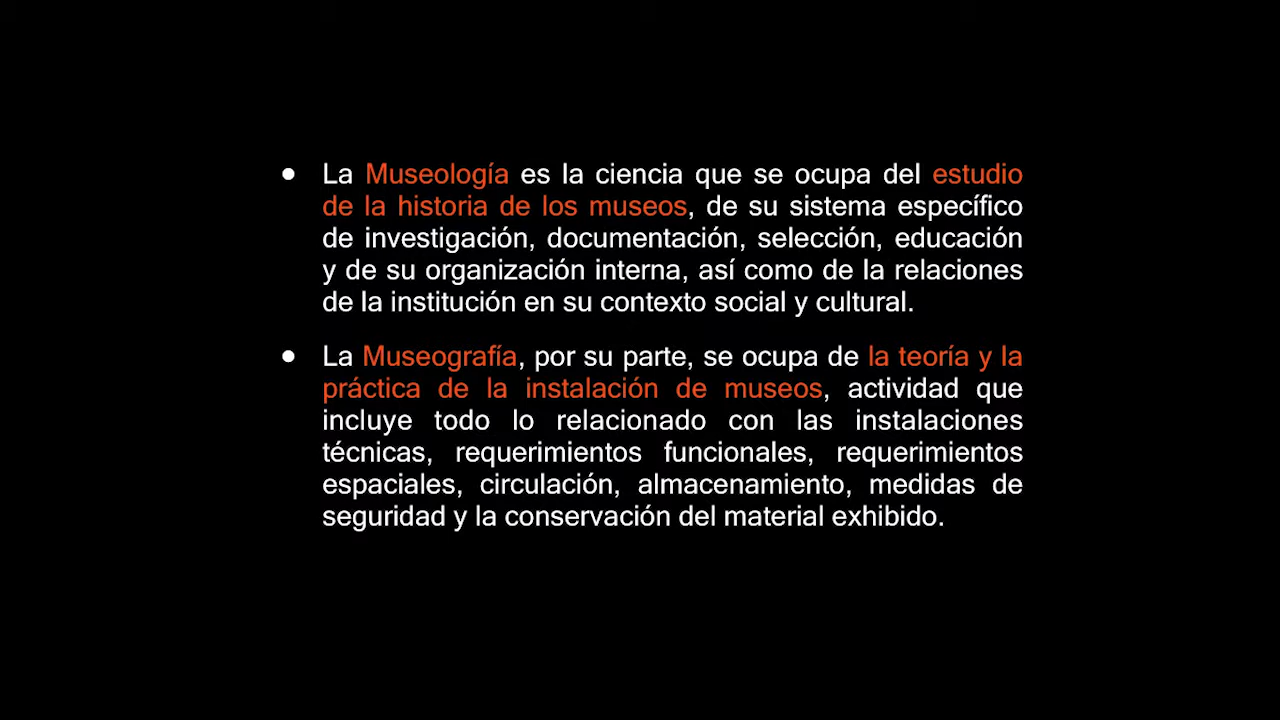 • La Museología es la ciencia que se ocupa del estudio
de la historia de los museos, de su sistema específico
de investigación, documentación, selección, educación
y de su organización interna, así como de la relaciones
de la institución en su contexto social y cultural.
• La Museografía, por su parte, se ocupa de la teoría y la
práctica de la instalación de museos, actividad que
incluye todo lo relacionado con las instalaciones
técnicas, requerimientos funcionales, requerimientos
espaciales, circulación, almacenamiento, medidas de
seguridad y la conservación del material exhibido.